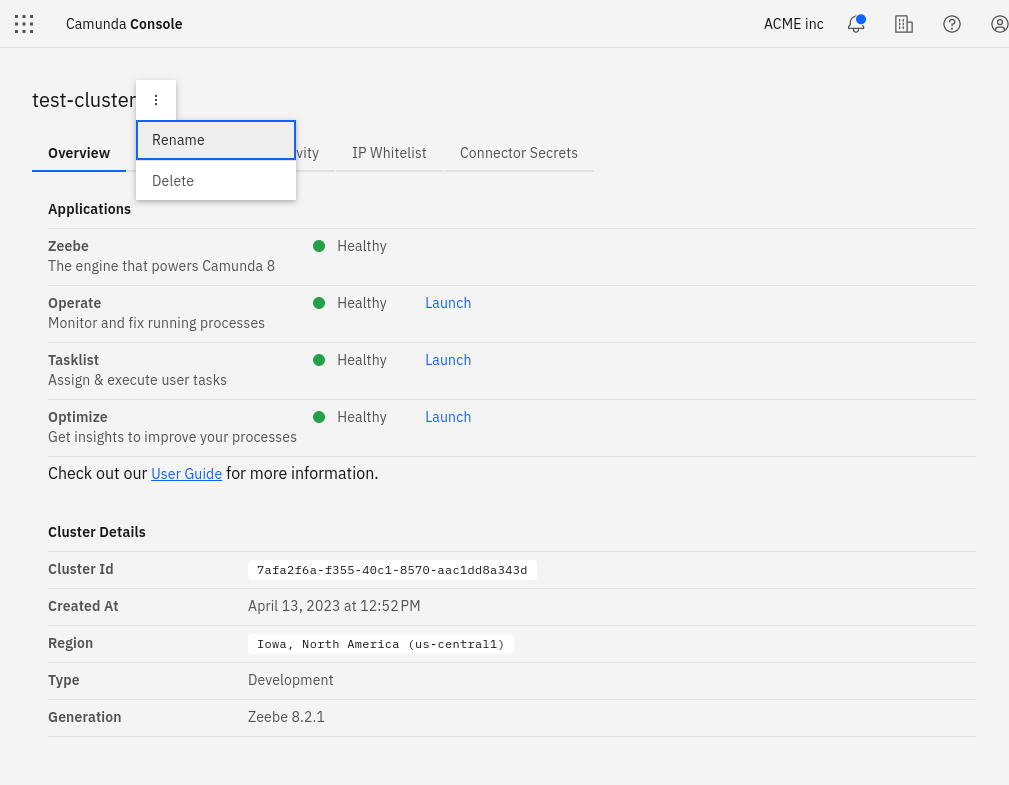 Camunda Console
ACME inc
test-cluster
Rename
Delete
Overview
IP Whitelist
Connector Secrets
Applications
Zeebe
Healthy
The engine that powers Camunda 8
Operate
Healthy
Launch
Monitor and fix running processes
Tasklist
Healthy
Launch
Assign & execute user tasks
Optimize
Healthy
Launch
Get insights to improve your processes
Check out our User Guide for more information.
Cluster Details
Cluster Id
7afa2f6a-f355-40c1-8570-aac1dd8a343d
Created At
April 13, 2023 at 12:52 PM
Region
Iowa, North America (us-central1)
Type
Development
Generation
Zeebe 8.2.1